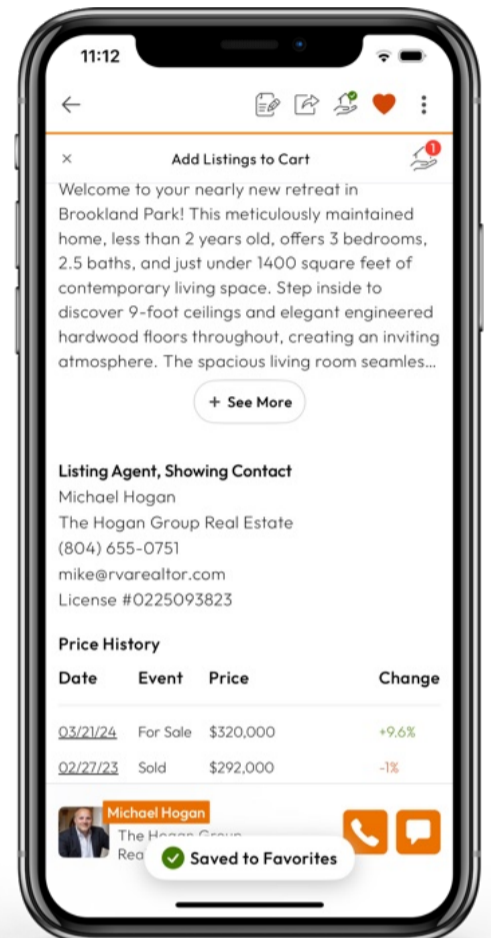 11:12
Add Listings to Cart
1
Welcome to your nearly new retreat in
Brookland Park! This meticulously maintained
home, less than 2 years old, offers 3 bedrooms,
2.5 baths, and just under 1400 square feet of
contemporary living space. Step inside to
discover 9-foot ceilings and elegant engineered
hardwood floors throughout, creating an inviting
atmosphere. The spacious living room seamles...
+ See More
Listing Agent, Showing Contact
Michael Hogan
The Hogan Group Real Estate
(804) 655-0751
mike@rvarealtor.com
License #0225093823
Price History
Date Event Price Change
03/21/24 For Sale $320,000 +9.6%
02/27/23 Sold $292,000 -1%
Michael Hogan
The Hogan Group
Rea
Saved to Favorites